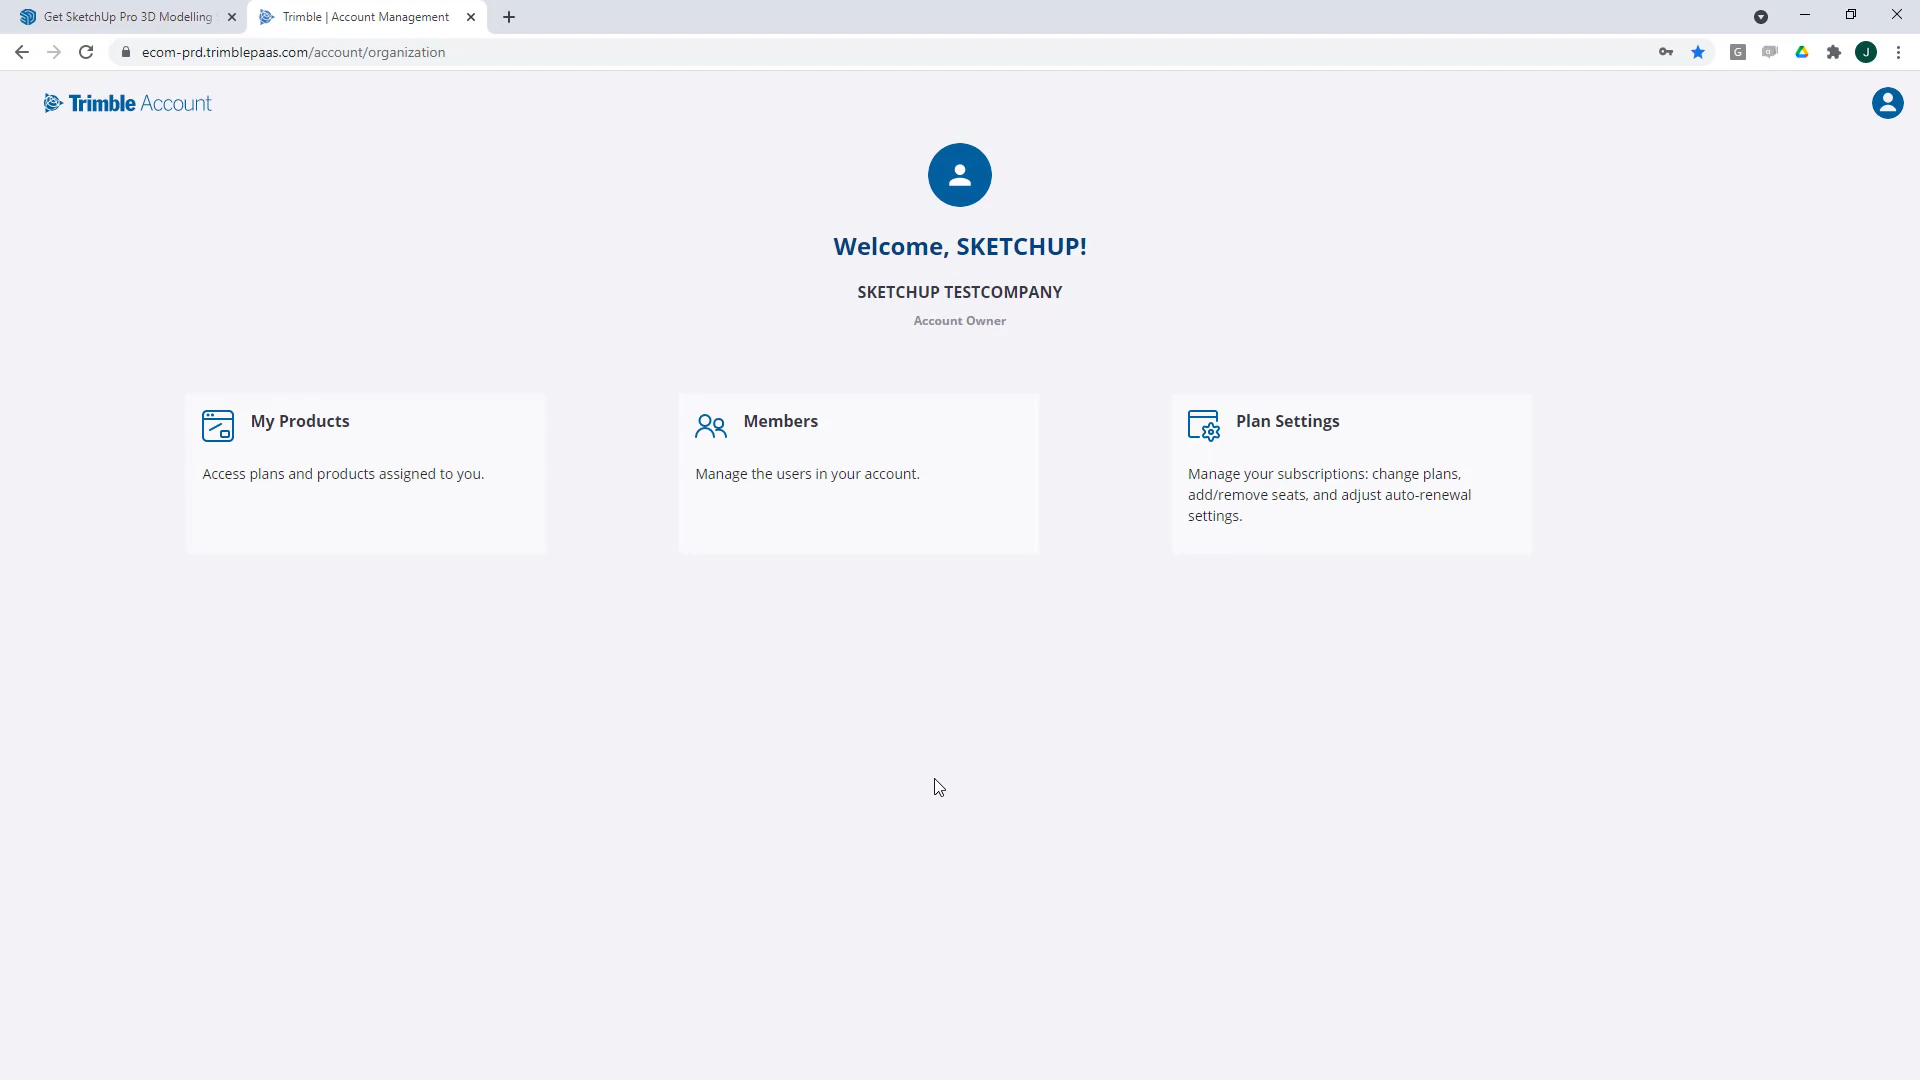 Get SketchUp Pro 3D Modelling
Trimble | Account Management
ecom-prd.trimblepaas.com/account/organization
G
J
Trimble Account
Welcome, SKETCHUP!
SKETCHUP TESTCOMPANY
Account Owner
My Products
Access plans and products assigned to you.
Members
Manage the users in your account.
Plan Settings
Manage your subscriptions: change plans,
add/remove seats, and adjust auto-renewal
settings.